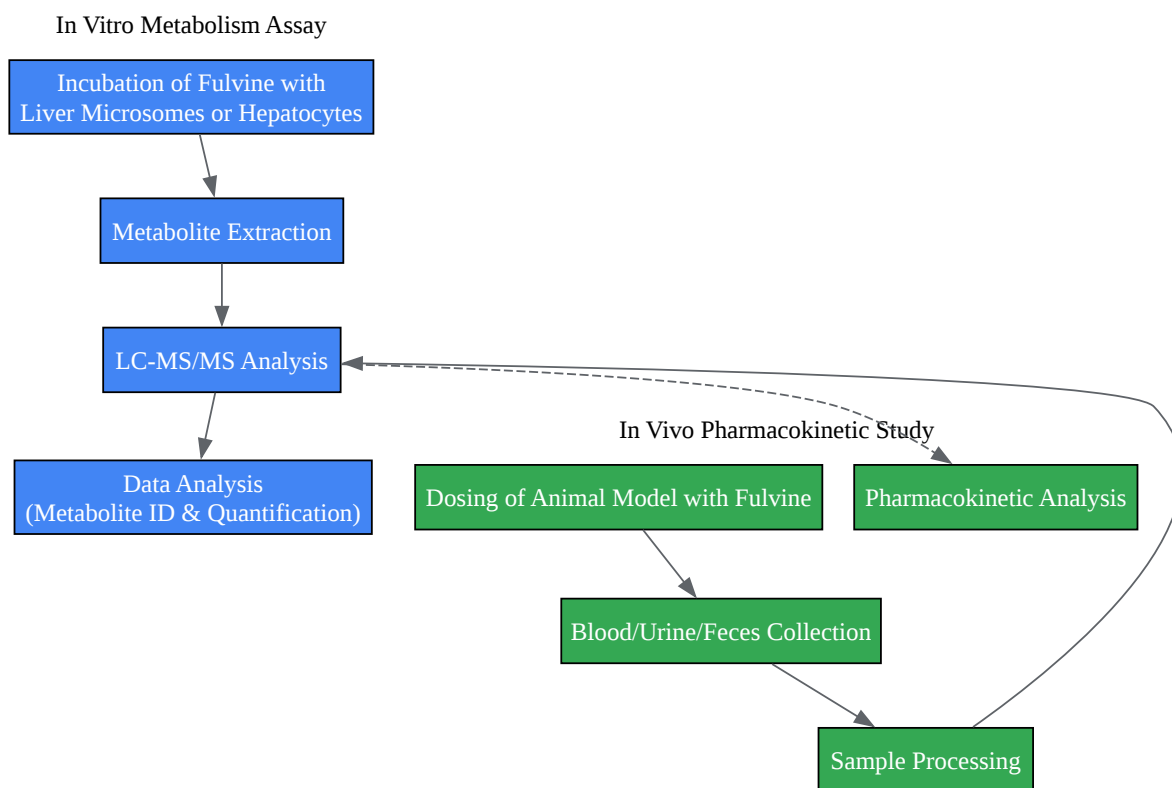 In Vitro Metabolism Assay
Incubation of Fulvine with
Liver Microsomes or Hepatocytes
Metabolite Extraction
LC-MS/MS Analysis
Data Analysis
(Metabolite ID & Quantification)
In Vivo Pharmacokinetic Study
Dosing of Animal Model with Fulvine
Pharmacokinetic Analysis
Blood/Urine/Feces Collection
Sample Processing